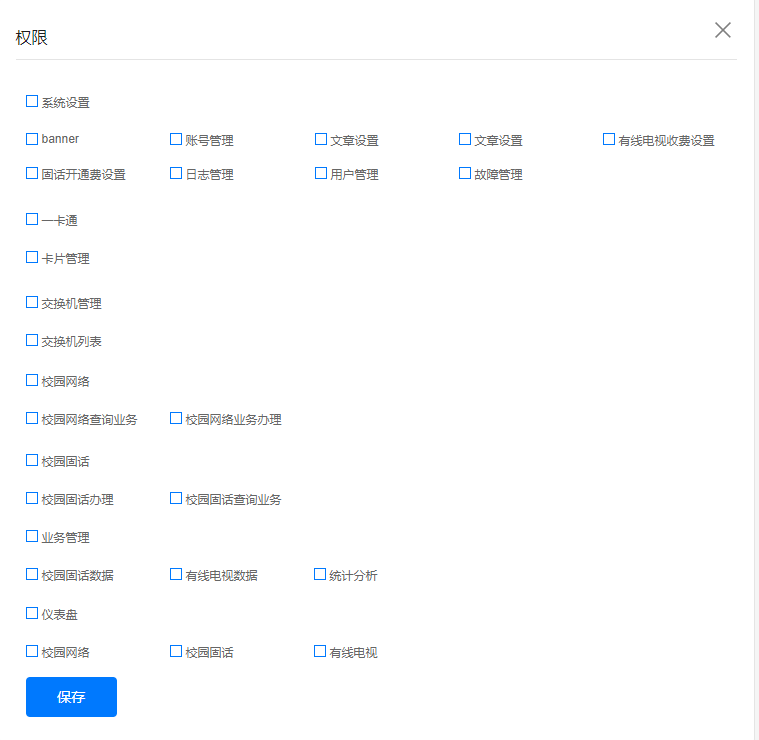 权限
系统设置
banner 账号管理 文章设置 文章设置 有线电视收费设置
固话开通费设置 日志管理 用户管理 故障管理
一卡通
卡片管理
交换机管理
交换机列表
校园网络
校园网络查询业务 校园网络业务办理
校园固话
校园固话办理 校园固话查询业务
业务管理
校园固话数据 有线电视数据 统计分析
仪表盘
校园网络 校园固话 有线电视
保存